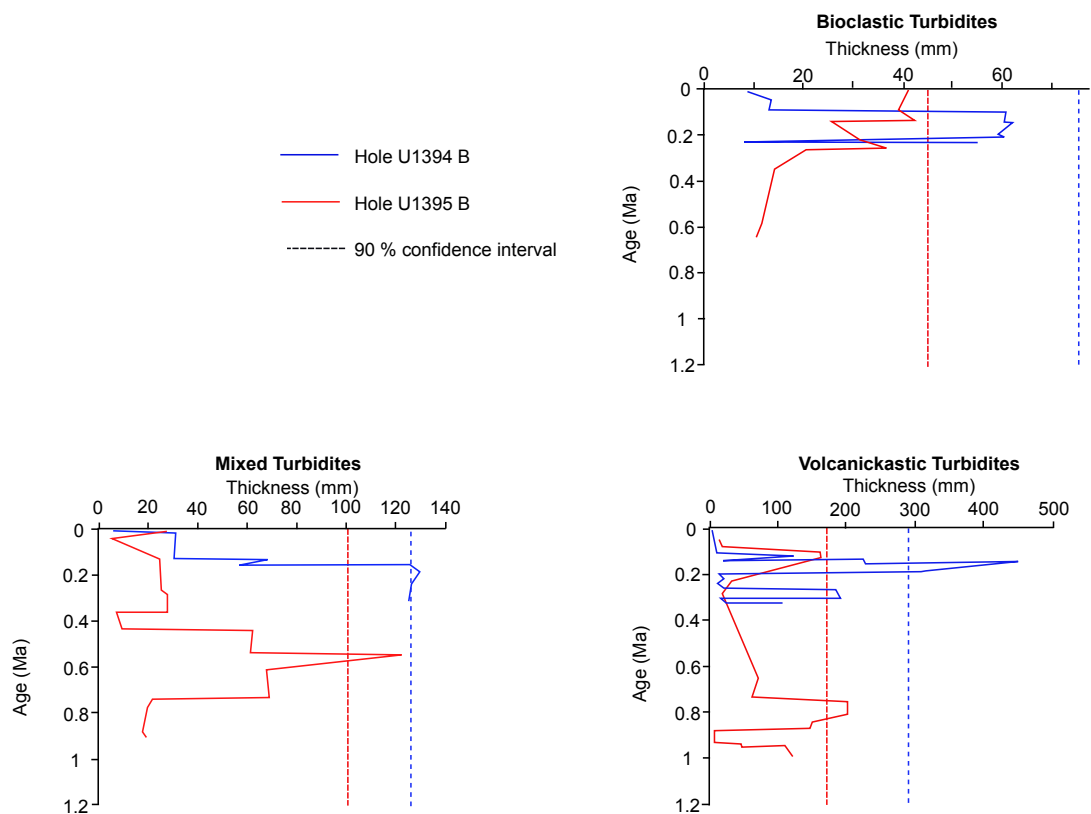 Bioclastic Turbidites
Thickness (mm)
0 20 40 60
0
0.2
0.4
0.6
0.8
1
1.2
Age (Ma)
Hole U1394 B
Hole U1395 B
90 % confidence interval
Mixed Turbidites
Thickness (mm)
0 20 40 60 80 100 120 140
0
0.2
0.4
0.6
0.8
1
1.2
Age (Ma)
Volcanickastic Turbidites
Thickness (mm)
0 100 200 300 400 500
0
0.2
0.4
0.6
0.8
1
1.2
Age (Ma)